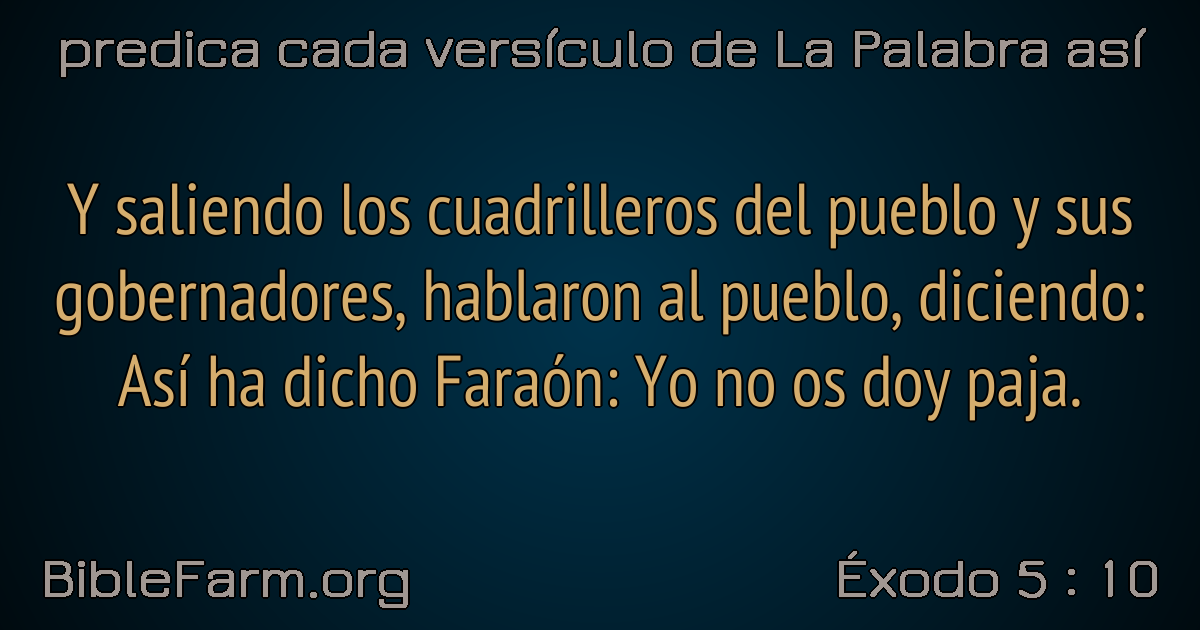 predica cada versículo de La Palabra así
Y saliendo los cuadrilleros del pueblo y sus
gobernadores, hablaron al pueblo, diciendo:
Así ha dicho Faraón: Yo no os doy paja.
BibleFarm.org
Éxodo 5 : 10